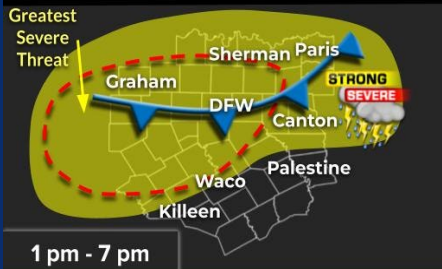 Greatest
Severe
Threat
Sherman Paris
Graham
STRONG
SEVERE
DFW
Canton
Palestine
Waco
Killeen
1 pm - 7 pm